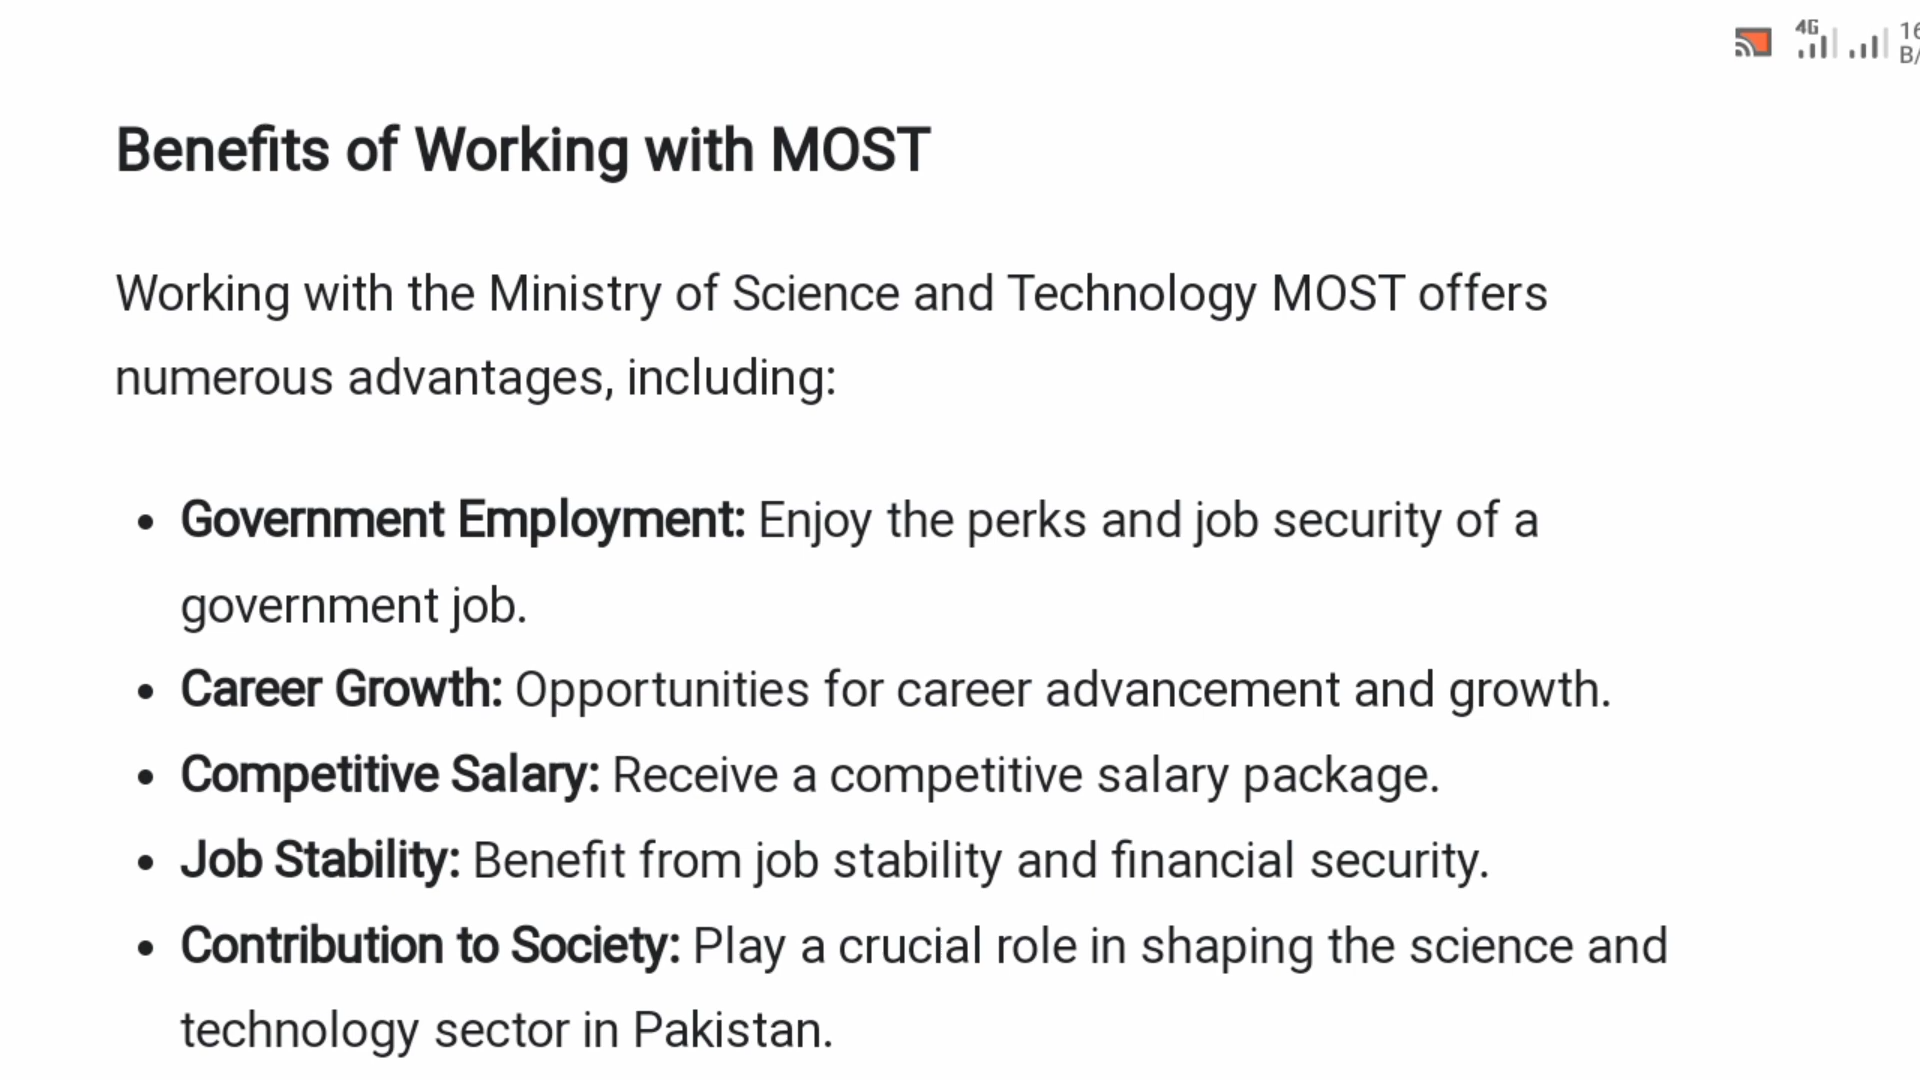 4G
16
B/
Benefits of Working with MOST
Working with the Ministry of Science and Technology MOST offers
numerous advantages, including:
• Government Employment: Enjoy the perks and job security of a
government job.
• Career Growth: Opportunities for career advancement and growth.
• Competitive Salary: Receive a competitive salary package.
• Job Stability: Benefit from job stability and financial security.
• Contribution to Society: Play a crucial role in shaping the science and
technology sector in Pakistan.